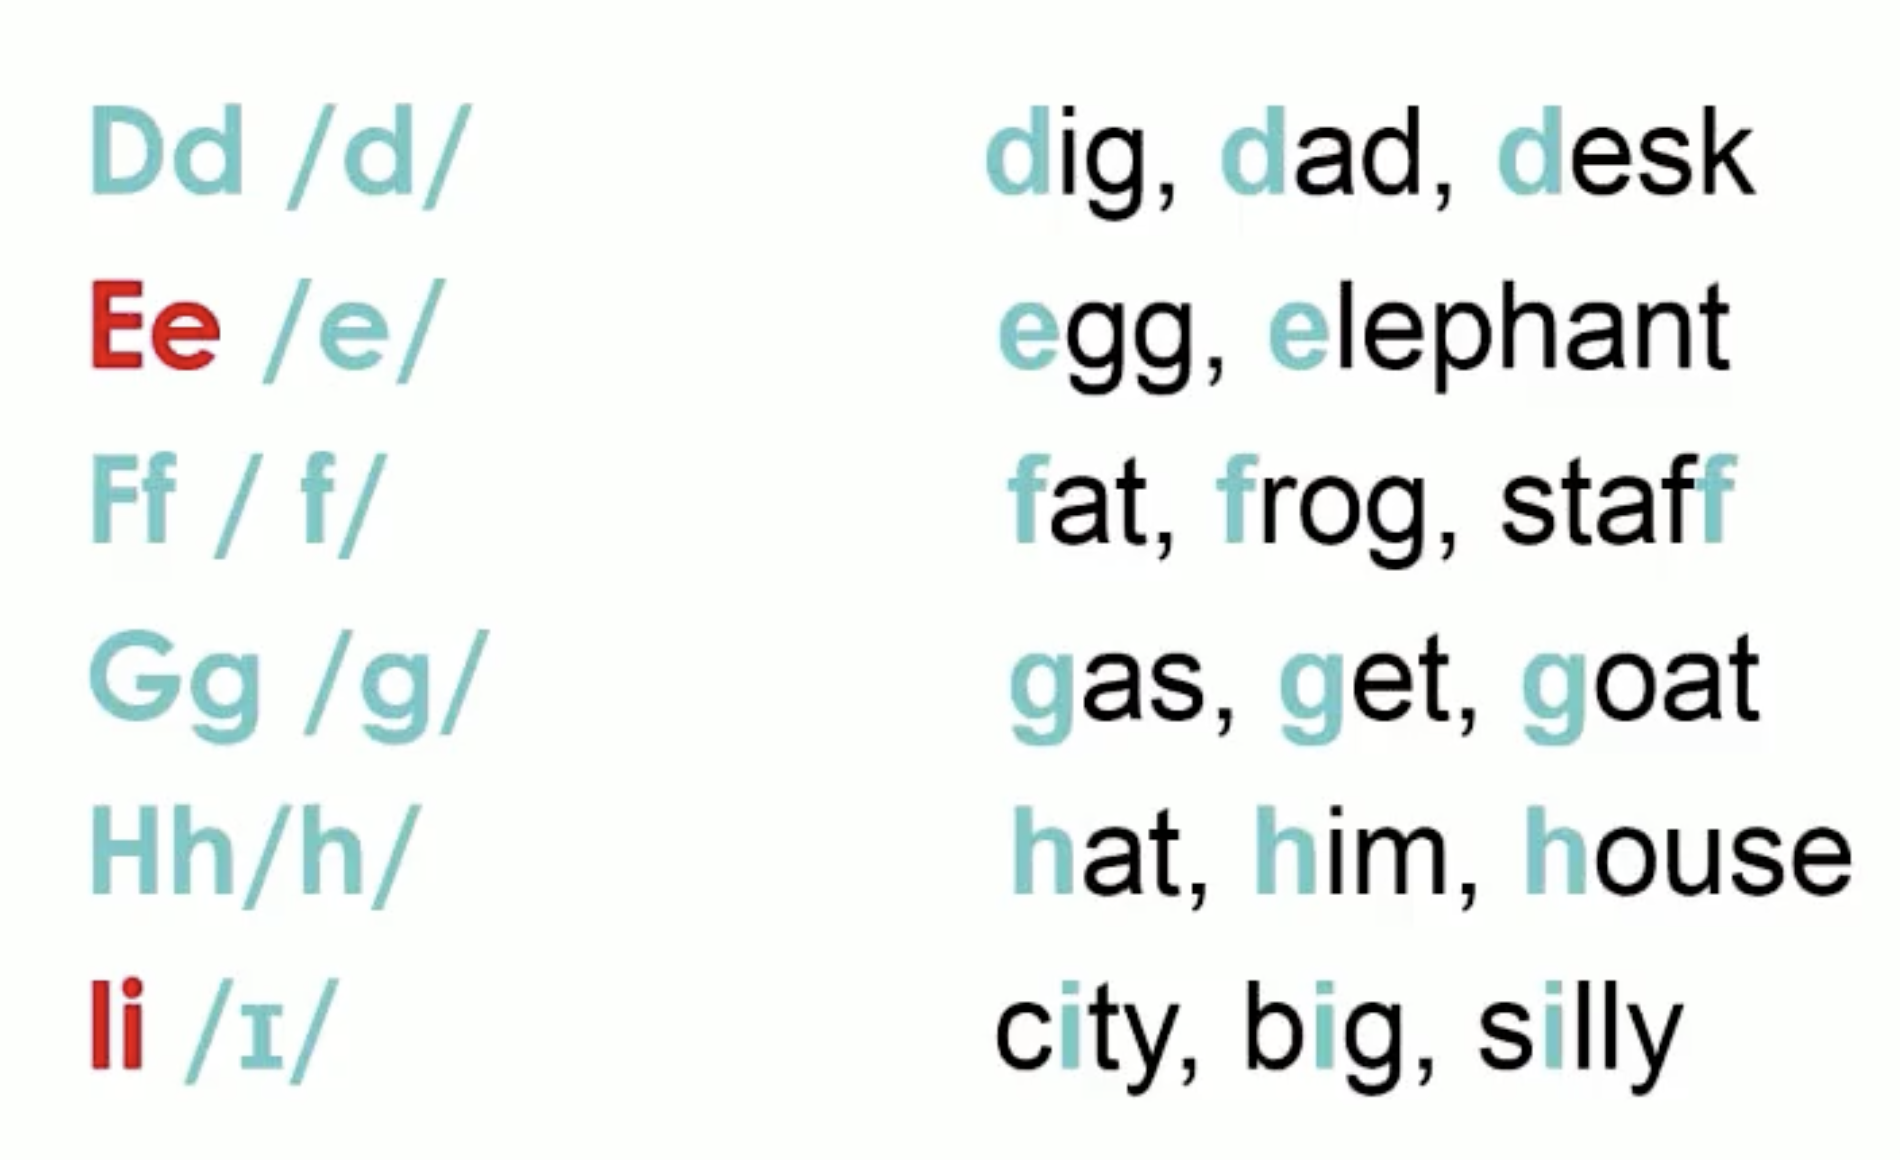 Dd /d/ dig, dad, desk
Ee /e/ egg, elephant
Ff / f/ fat, frog, staff
Gg /g/ gas, get, goat
Hh/h/ hat, him, house
Ii /ɪ/ city, big, silly